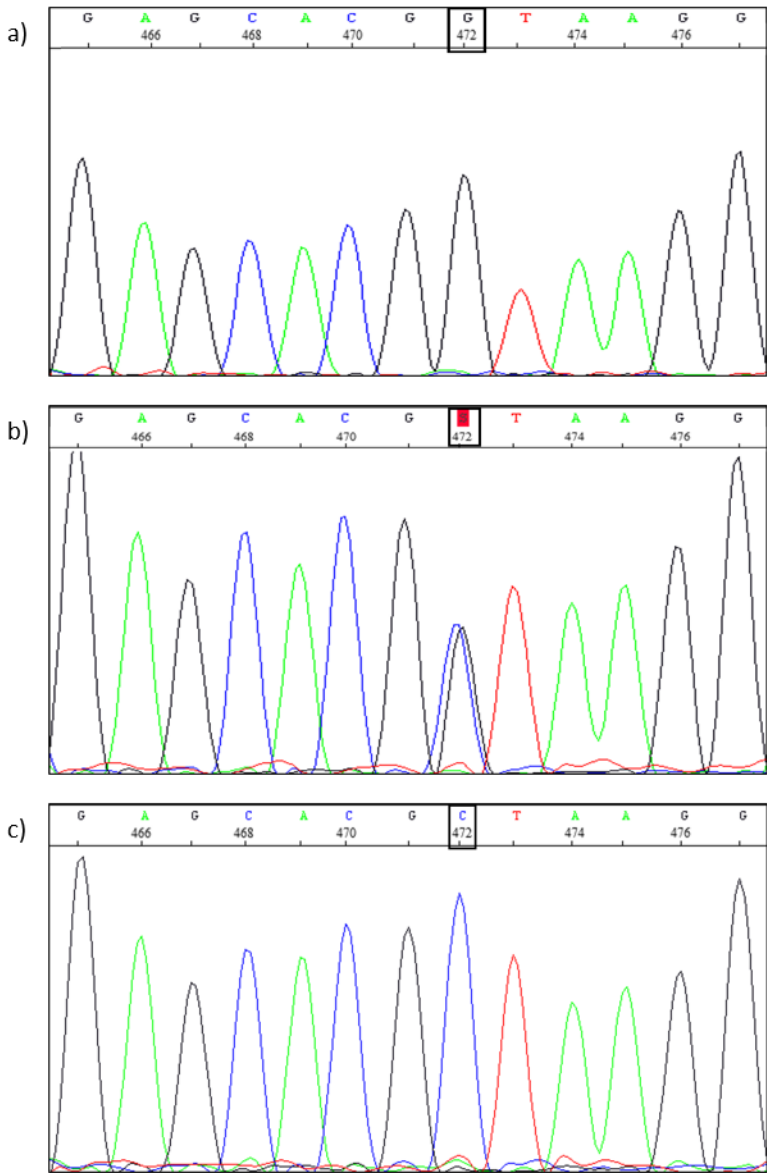 a)
G A G C A C G G T A A G G
466 468 470 472 474 476
b)
G A G C A C G S T A A G G
466 468 470 472 474 476
c)
G A G C A C G C T A A G G
466 468 470 472 474 476